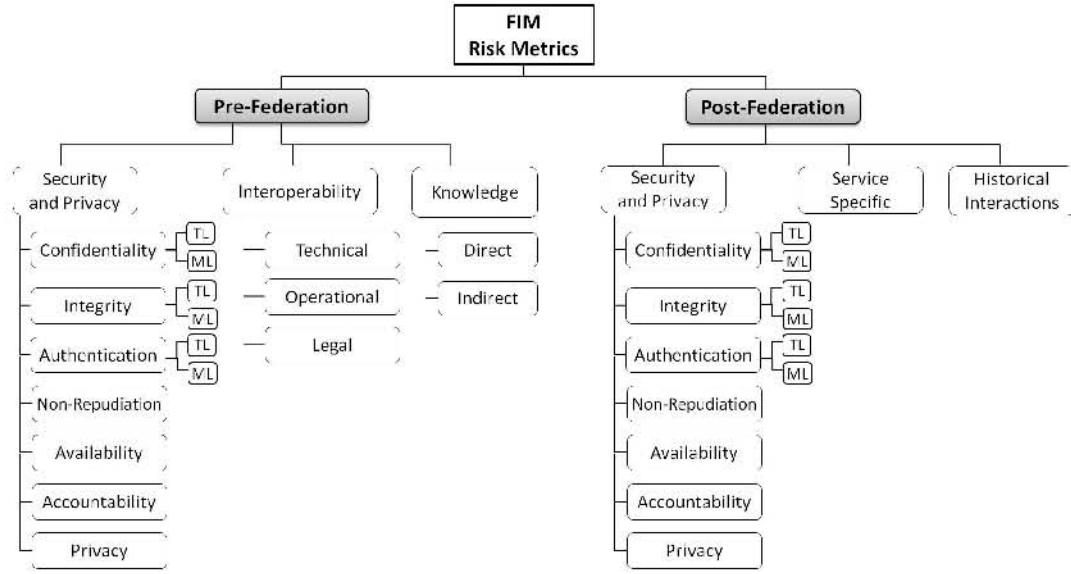 FIM
Risk Metrics
Pre-Federation
Post-Federation
Security
and Privacy
Interoperability
Knowledge
Confidentiality
TL
ML
Integrity
TL
ML
Authentication
TL
ML
Non-Repudiation
Availability
Accountability
Privacy
Technical
Operational
Legal
Direct
Indirect
Security
and Privacy
Service
Specific
Historical
Interactions
Confidentiality
TL
ML
Integrity
TL
ML
Authentication
TL
ML
Non-Repudiation
Availability
Accountability
Privacy